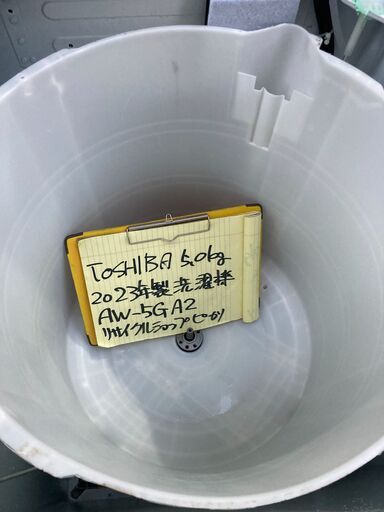 TOSHIBA 5.0kg
2023年製 洗濯機
AW-5GA2
リサイクルショップピーカリ